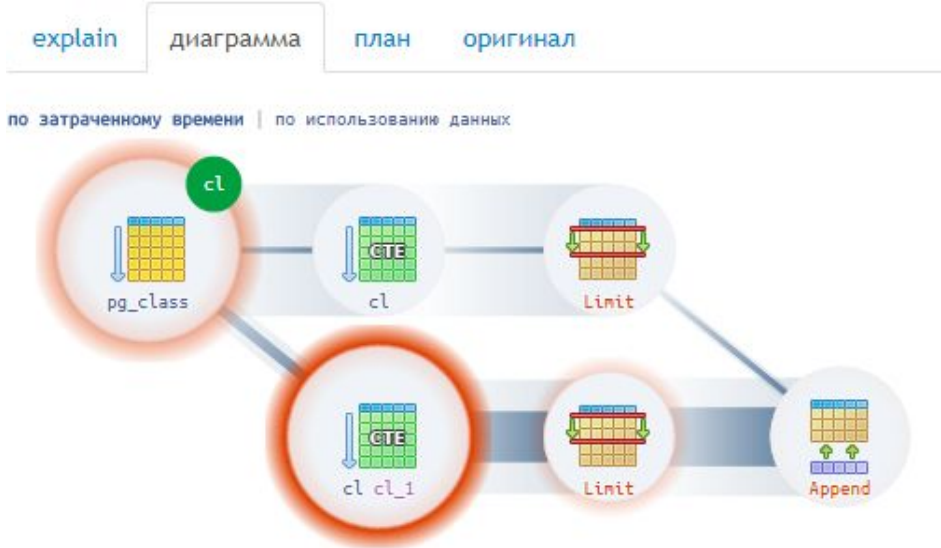 explain диаграмма план оригинал
по затраченному времени | по использованию данных
cl
CTE
pg_class cl Limit
CTE
cl cl_1 Limit Append